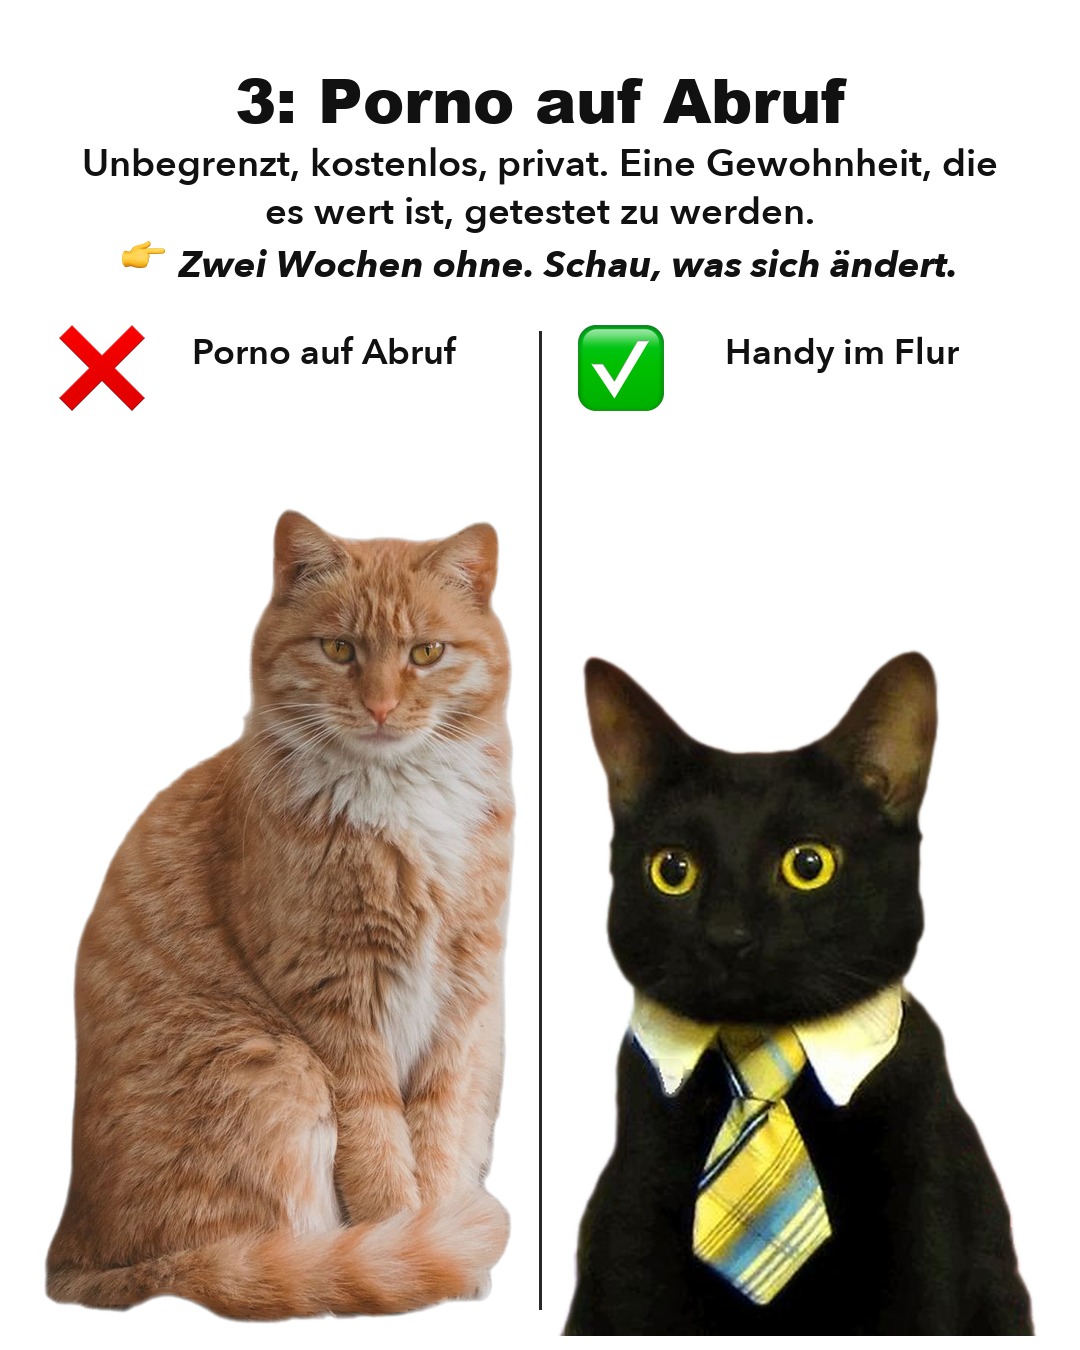 3: Porno auf Abruf
Unbegrenzt, kostenlos, privat. Eine Gewohnheit, die
es wert ist, getestet zu werden.
👉 Zwei Wochen ohne. Schau, was sich ändert.
❌ Porno auf Abruf
✅ Handy im Flur